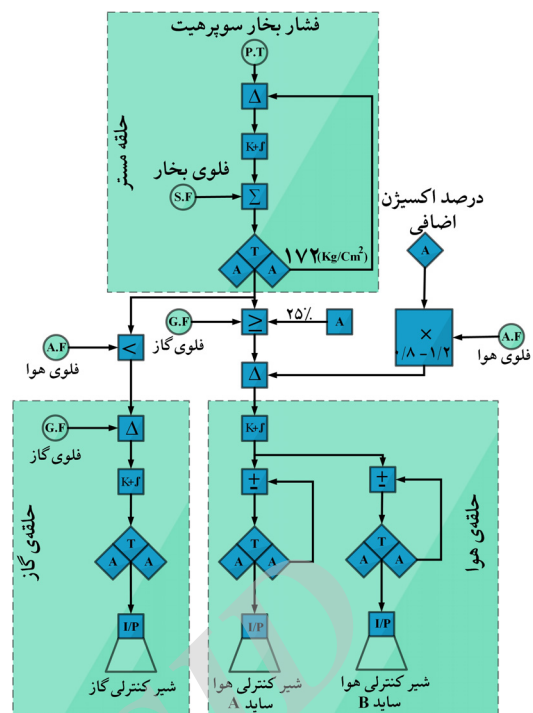 فشار بخار سوپرهیت
P.T
Δ
حلقه مستر
K+∫
فلوی بخار
S.F
Σ
T
A
A
۱۷۲(Kg/Cm²)
درصد اکسیژن
اضافی
A
G.F
فلوی گاز
≥
۲۵%
A
×
۰/۸ – ۱/۲
A.F
فلوی هوا
A.F
فلوی هوا
<
Δ
حلقه‌ی گاز
G.F
فلوی گاز
Δ
K+∫
T
A
A
I/P
شیر کنترلی گاز
حلقه‌ی هوا
K+∫
±
±
T
A
A
T
A
A
I/P
I/P
شیر کنترلی هوا
ساید A
شیر کنترلی هوا
ساید B